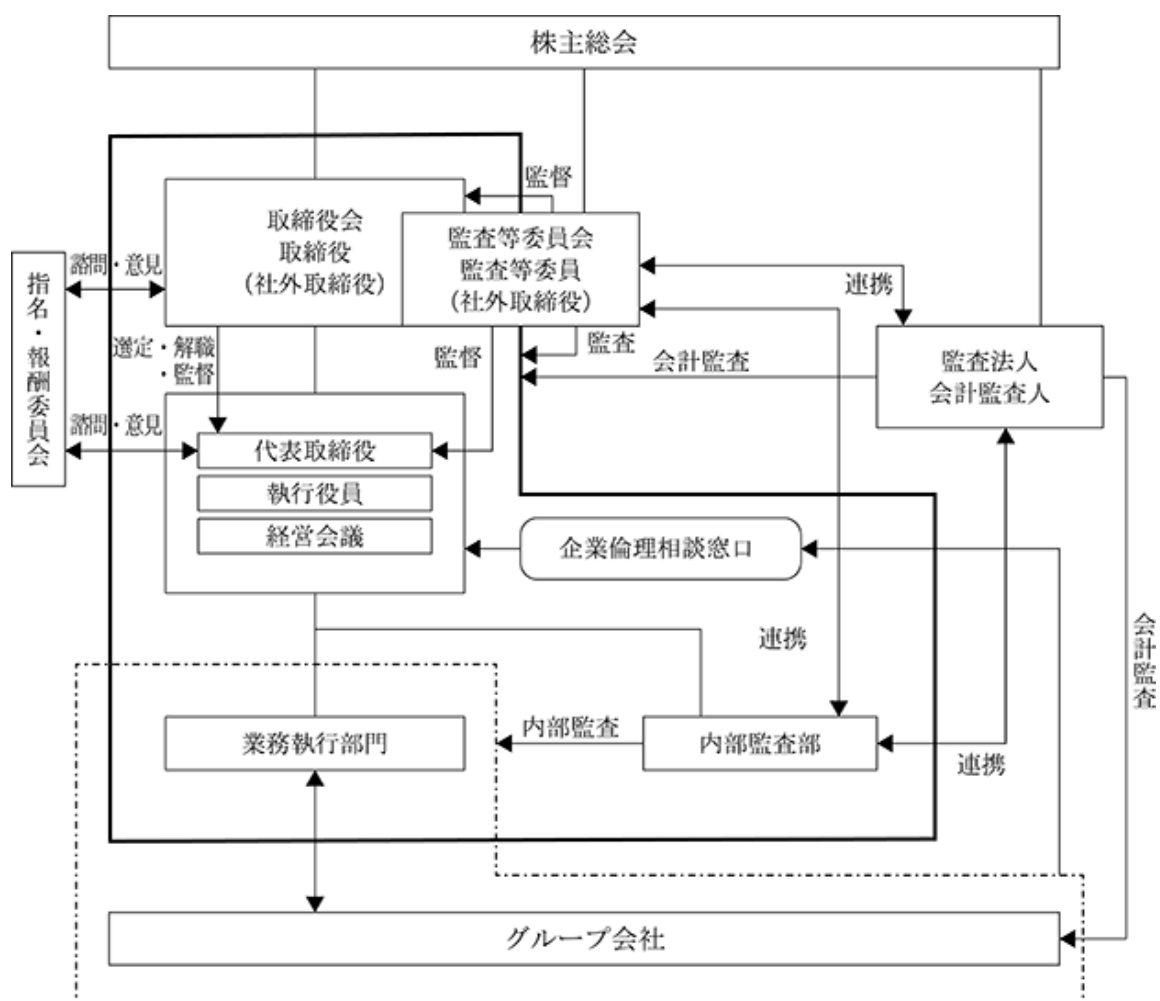 株主総会
監督
取締役会
取締役
(社外取締役)
監査等委員会
監査等委員
(社外取締役)
指名・報酬委員会
諮問・意見
連携
選定・解職
・監督
監督
監査
会計監査
監査法人
会計監査人
諮問・意見
代表取締役
執行役員
経営会議
企業倫理相談窓口
連携
会計監査
業務執行部門
内部監査
内部監査部
連携
グループ会社